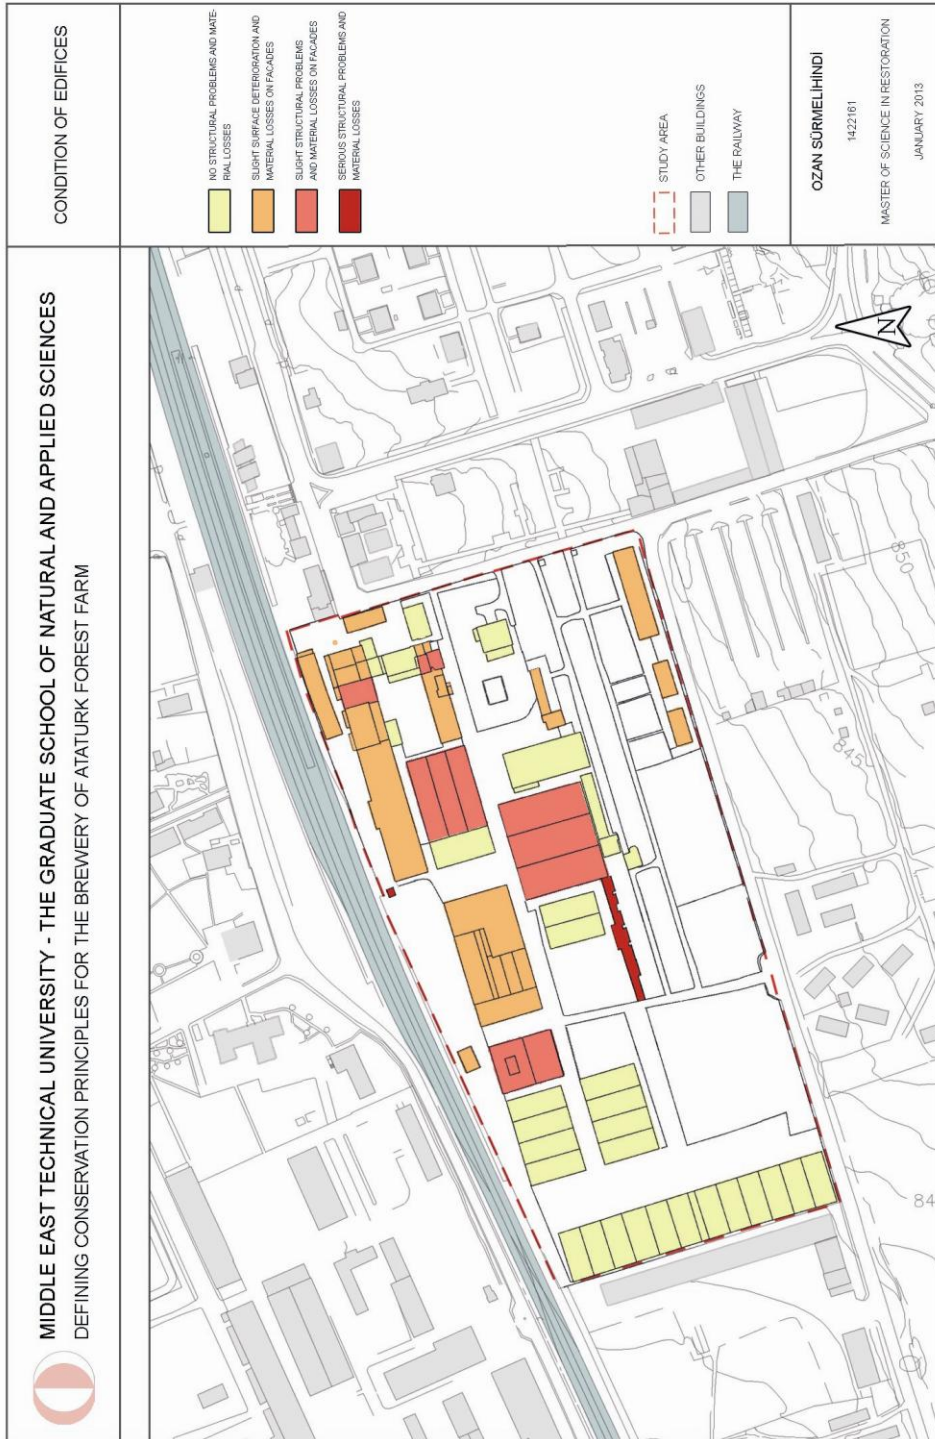 MIDDLE EAST TECHNICAL UNIVERSITY - THE GRADUATE SCHOOL OF NATURAL AND APPLIED SCIENCES
DEFINING CONSERVATION PRINCIPLES FOR THE BREWERY OF ATATURK FOREST FARM
CONDITION OF EDIFICES
NO STRUCTURAL PROBLEMS AND MATE-
RIAL LOSSES
SLIGHT SURFACE DETERIORATION AND
MATERIAL LOSSES ON FACADES
SLIGHT STRUCTURAL PROBLEMS
AND MATERIAL LOSSES ON FACADES
SERIOUS STRUCTURAL PROBLEMS AND
MATERIAL LOSSES
STUDY AREA
OTHER BUILDINGS
THE RAILWAY
OZAN SÜRMELİHİNDİ
1422161
MASTER OF SCIENCE IN RESTORATION
JANUARY 2013
N
850
845
84